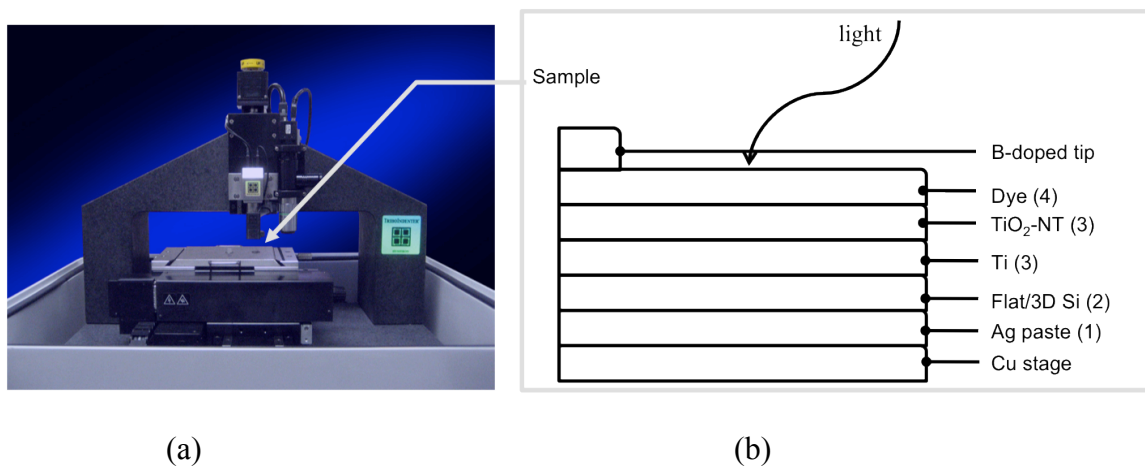 Sample
light
B-doped tip
Dye (4)
TiO₂-NT (3)
Ti (3)
Flat/3D Si (2)
Ag paste (1)
Cu stage
(a)
(b)